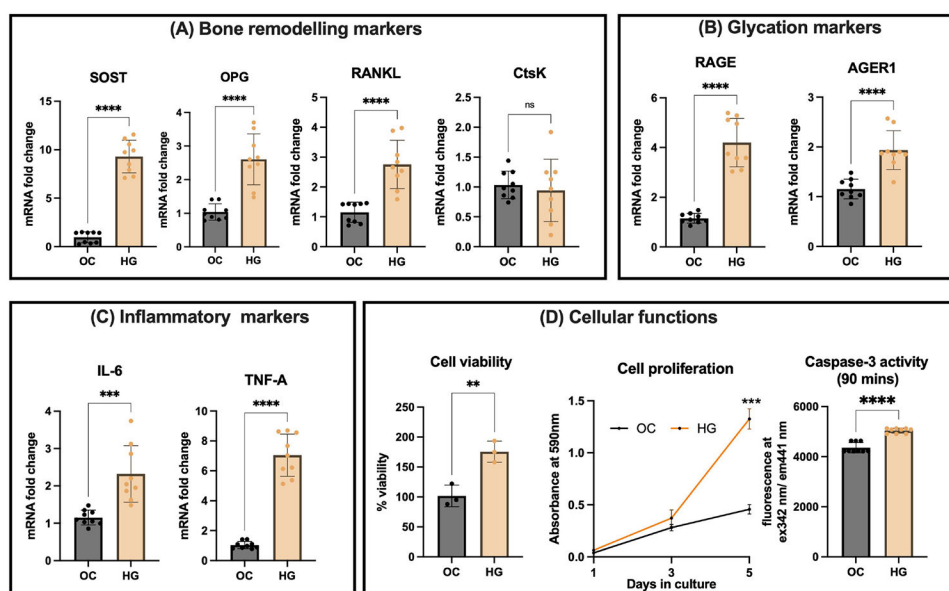 (A) Bone remodelling markers
SOST
mRNA fold change
15
10
5
0
****
OC HG
OPG
mRNA fold change
4
3
2
1
0
****
OC HG
RANKL
mRNA fold change
5
4
3
2
1
0
****
OC HG
CtsK
mRNA fold chnage
2.5
2.0
1.5
1.0
0.5
0.0
ns
OC HG
(B) Glycation markers
RAGE
mRNA fold change
6
4
2
0
****
OC HG
AGER1
mRNA fold change
3
2
1
0
****
OC HG
(C) Inflammatory markers
IL-6
mRNA fold change
4
3
2
1
0
***
OC HG
TNF-A
mRNA fold change
10
8
6
4
2
0
****
OC HG
(D) Cellular functions
Cell viability
% viability
250
200
150
100
50
0
**
OC HG
Cell proliferation
Absorbance at 590nm
1.5
1.0
0.5
0.0
OC HG
***
1 3 5
Days in culture
Caspase-3 activity
(90 mins)
fluorescence at
ex342 nm/ em441 nm
6000
4000
2000
0
****
OC HG